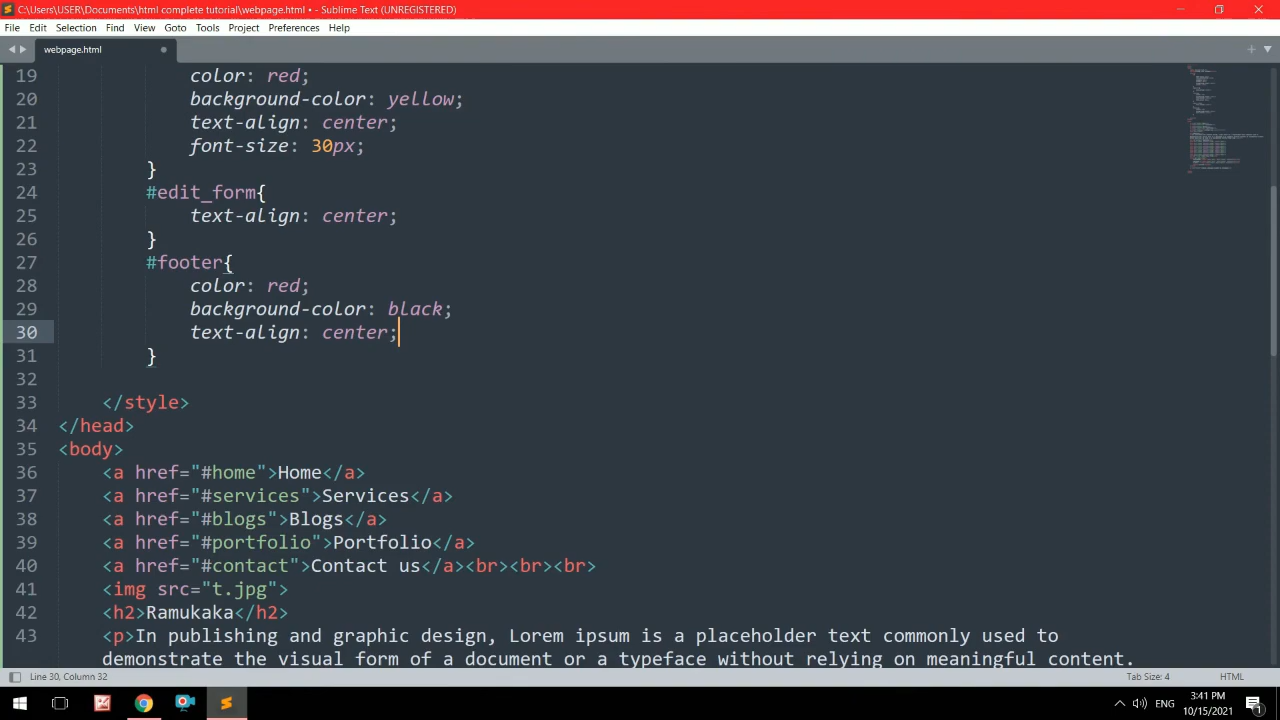 C:\Users\USER\Documents\html complete tutorial\webpage.html • - Sublime Text (UNREGISTERED)
File Edit Selection Find View Goto Tools Project Preferences Help
webpage.html
19 color: red;
20 background-color: yellow;
21 text-align: center;
22 font-size: 30px;
23 }
24 #edit_form{
25 text-align: center;
26 }
27 #footer{
28 color: red;
29 background-color: black;
30 text-align: center;
31 }
32
33 </style>
34 </head>
35 <body>
36 <a href="#home">Home</a>
37 <a href="#services">Services</a>
38 <a href="#blogs">Blogs</a>
39 <a href="#portfolio">Portfolio</a>
40 <a href="#contact">Contact us</a><br><br><br>
41 <img src="t.jpg">
42 <h2>Ramukaka</h2>
43 <p>In publishing and graphic design, Lorem ipsum is a placeholder text commonly used to
demonstrate the visual form of a document or a typeface without relying on meaningful content.
Line 30, Column 32 Tab Size: 4 HTML
ENG 3:41 PM
10/15/2021 1